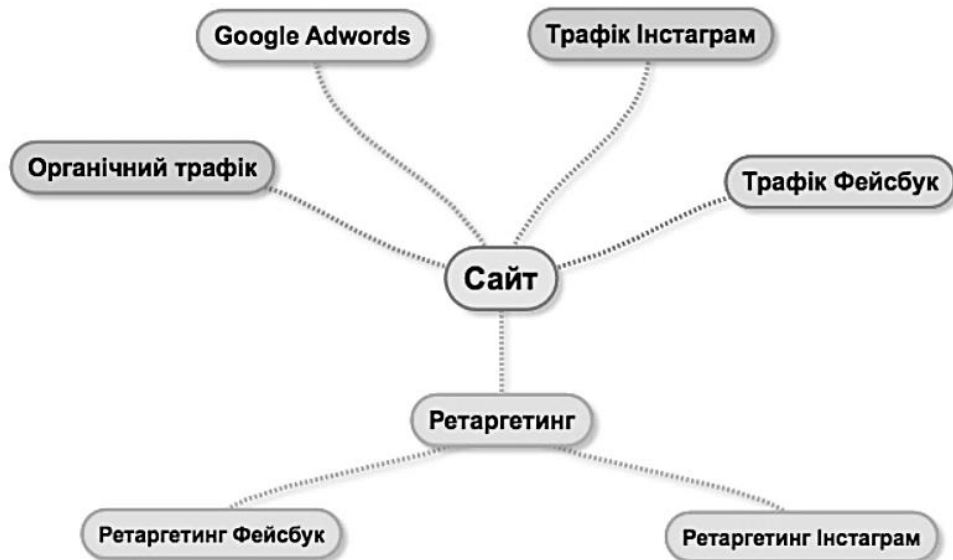 Google Adwords
Трафік Інстаграм
Органічний трафік
Трафік Фейсбук
Сайт
Ретаргетинг
Ретаргетинг Фейсбук
Ретаргетинг Інстаграм